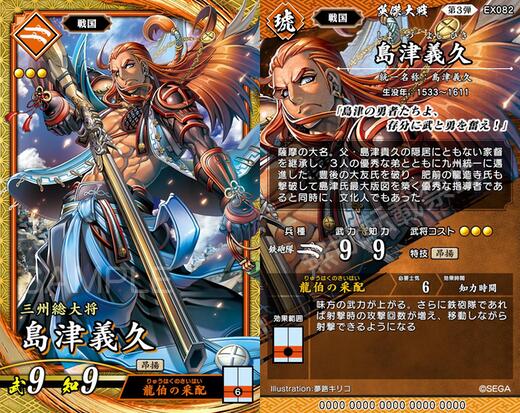 戦国
SAMPLE
三州総大将
島津義久
昂揚
武9 知9
りゅうはくのさいはい
龍伯の采配
6
琥
戦国
英傑大戦
第3弾
EX082
しまづ よしひさ
島津義久
統一名称：島津義久
生没年：1533～1611
「島津の勇者たちよ、
存分に武と勇を奮え！」
薩摩の大名。父・島津貴久の隠居にともない家督
を継承し、3人の優秀な弟とともに九州統一に邁
進した。豊後の大友氏を破り、肥前の龍造寺氏も
撃破して島津氏最大版図を築く優秀な指導者であ
ると同時に、文化人でもあった。
兵種 武力 知力 武将コスト
鉄砲隊 9 9 特技 昂揚
りゅうはくのさいはい 必要士気 効果時間
龍伯の采配 6 知力時間
効果範囲
味方の武力が上がる。さらに鉄砲隊であれ
ば射撃時の攻撃回数が増え、移動しながら
射撃できるようになる
Illustration:夢路キリコ
©SEGA
0000 0000 0000 0000 0000